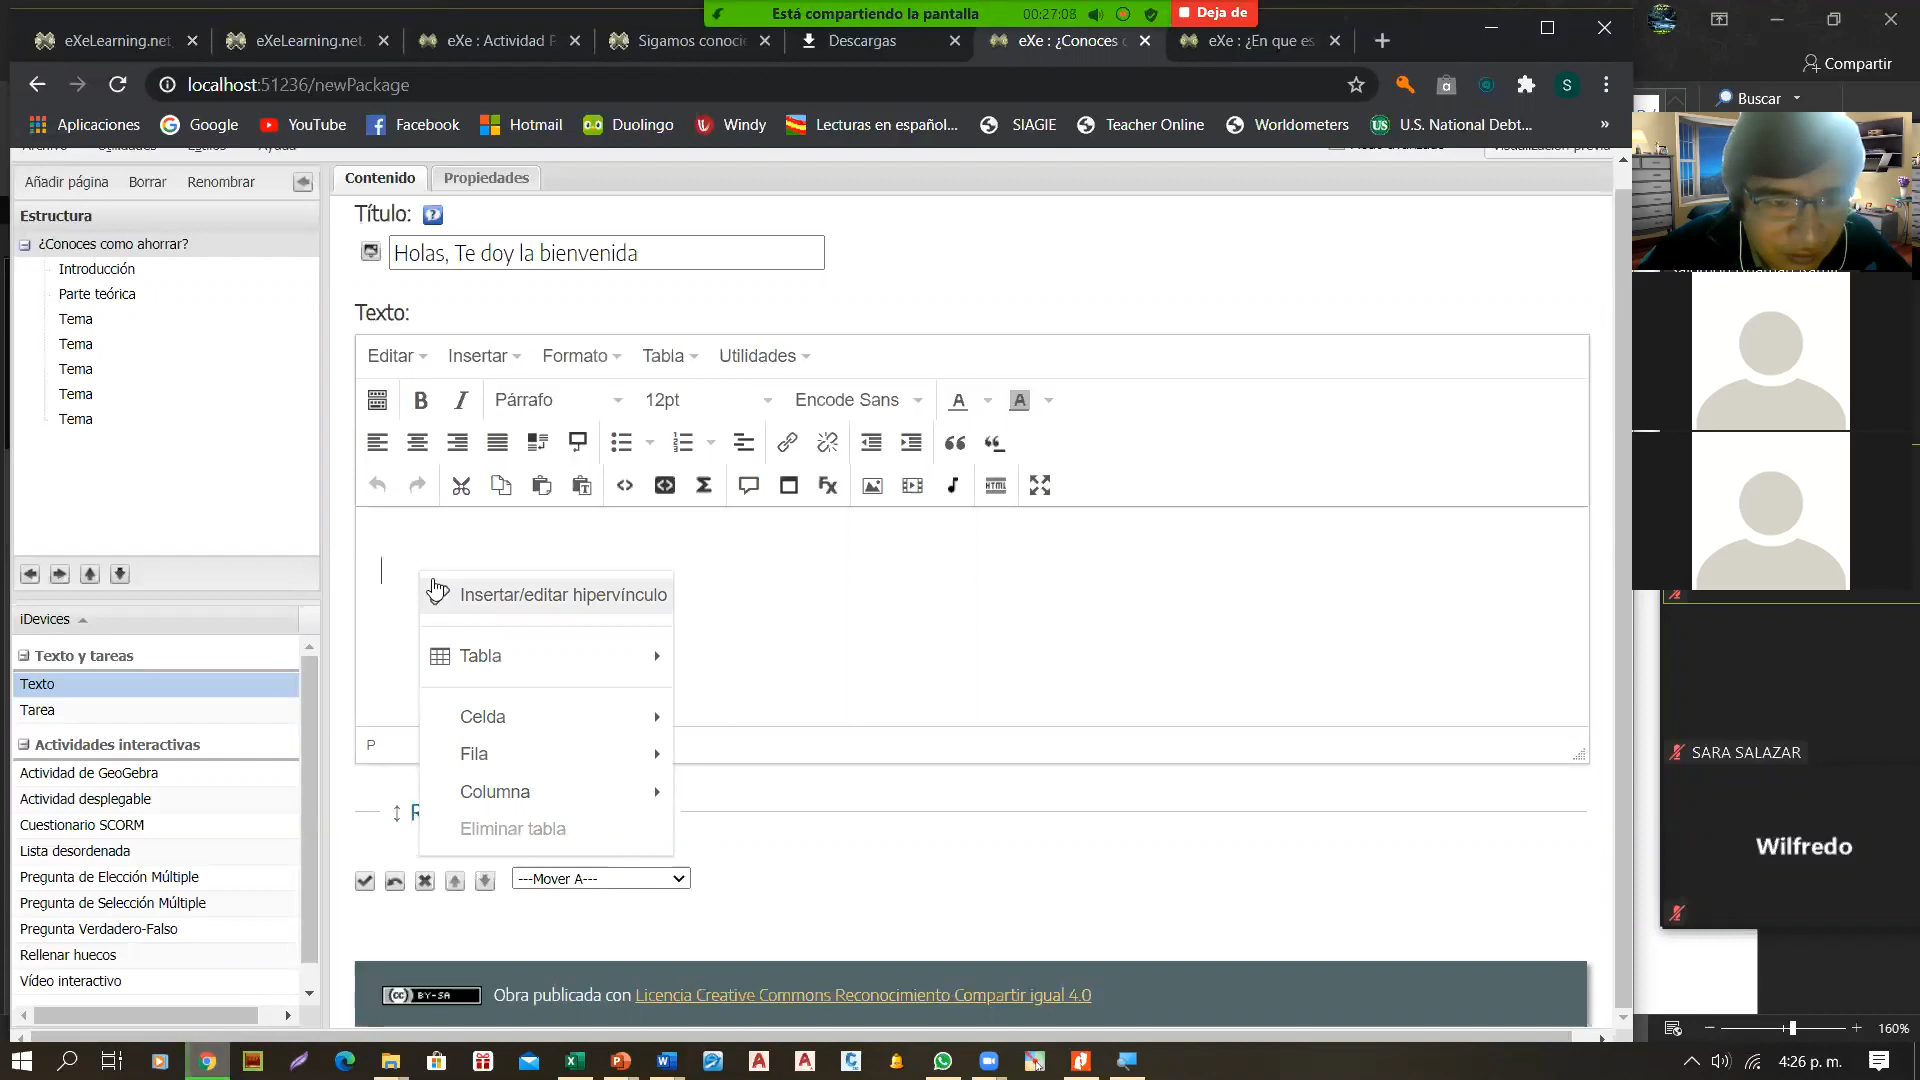 Está compartiendo la pantalla
00:27:08
Deja de
eXeLearning.net
eXeLearning.net
eXe : Actividad
Sigamos conoci
Descargas
eXe : ¿Conoces
eXe : ¿En que es
localhost:51236/newPackage
Compartir
Buscar
Aplicaciones
Google
YouTube
Facebook
Hotmail
Duolingo
Windy
Lecturas en español...
SIAGIE
Teacher Online
Worldometers
U.S. National Debt...
»
Añadir página
Borrar
Renombrar
Contenido
Propiedades
Estructura
¿Conoces como ahorrar?
Introducción
Parte teórica
Tema
Tema
Tema
Tema
Tema
Título:
Holas, Te doy la bienvenida
Texto:
Editar
Insertar
Formato
Tabla
Utilidades
B
I
Párrafo
12pt
Encode Sans
A
A
Insertar/editar hipervínculo
Tabla
Celda
Fila
Columna
Eliminar tabla
P
---Mover A---
iDevices
Texto y tareas
Texto
Tarea
Actividades interactivas
Actividad de GeoGebra
Actividad desplegable
Cuestionario SCORM
Lista desordenada
Pregunta de Elección Múltiple
Pregunta de Selección Múltiple
Pregunta Verdadero-Falso
Rellenar huecos
Vídeo interactivo
BY-SA
Obra publicada con Licencia Creative Commons Reconocimiento Compartir igual 4.0
SARA SALAZAR
Wilfredo
160%
4:26 p. m.